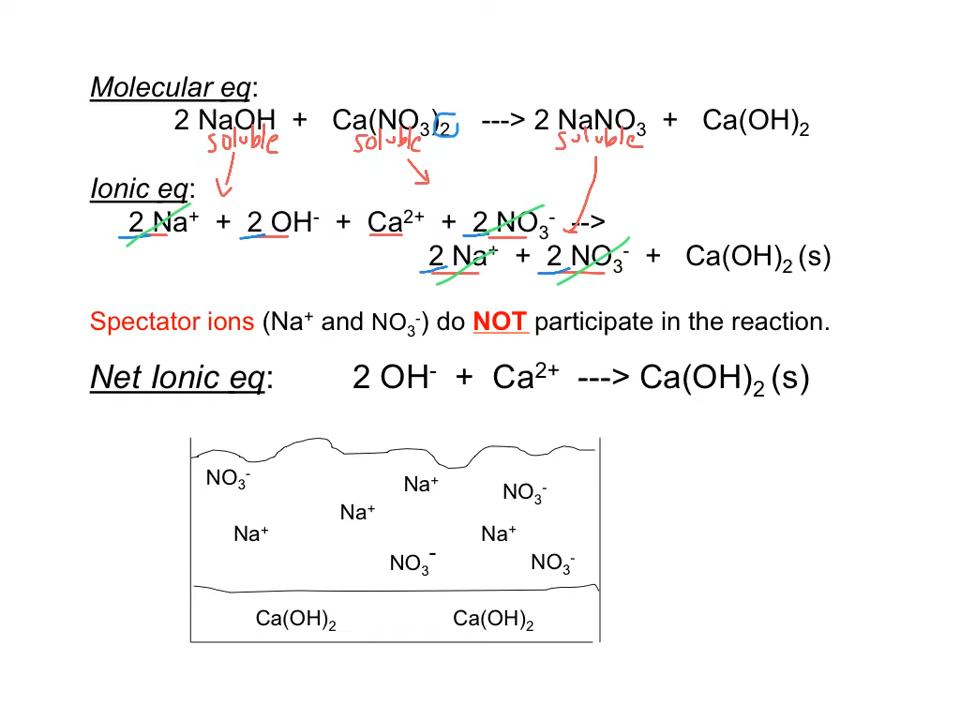 Molecular eq:
2 NaOH + Ca(NO₃)₂ ---> 2 NaNO₃ + Ca(OH)₂
soluble soluble soluble
Ionic eq:
2 Na⁺ + 2 OH⁻ + Ca²⁺ + 2 NO₃⁻ --->
2 Na⁺ + 2 NO₃⁻ + Ca(OH)₂ (s)
Spectator ions (Na⁺ and NO₃⁻) do NOT participate in the reaction.
Net Ionic eq: 2 OH⁻ + Ca²⁺ ---> Ca(OH)₂ (s)
NO₃⁻ Na⁺ NO₃⁻
Na⁺
Na⁺ Na⁺
NO₃⁻ NO₃⁻
Ca(OH)₂ Ca(OH)₂